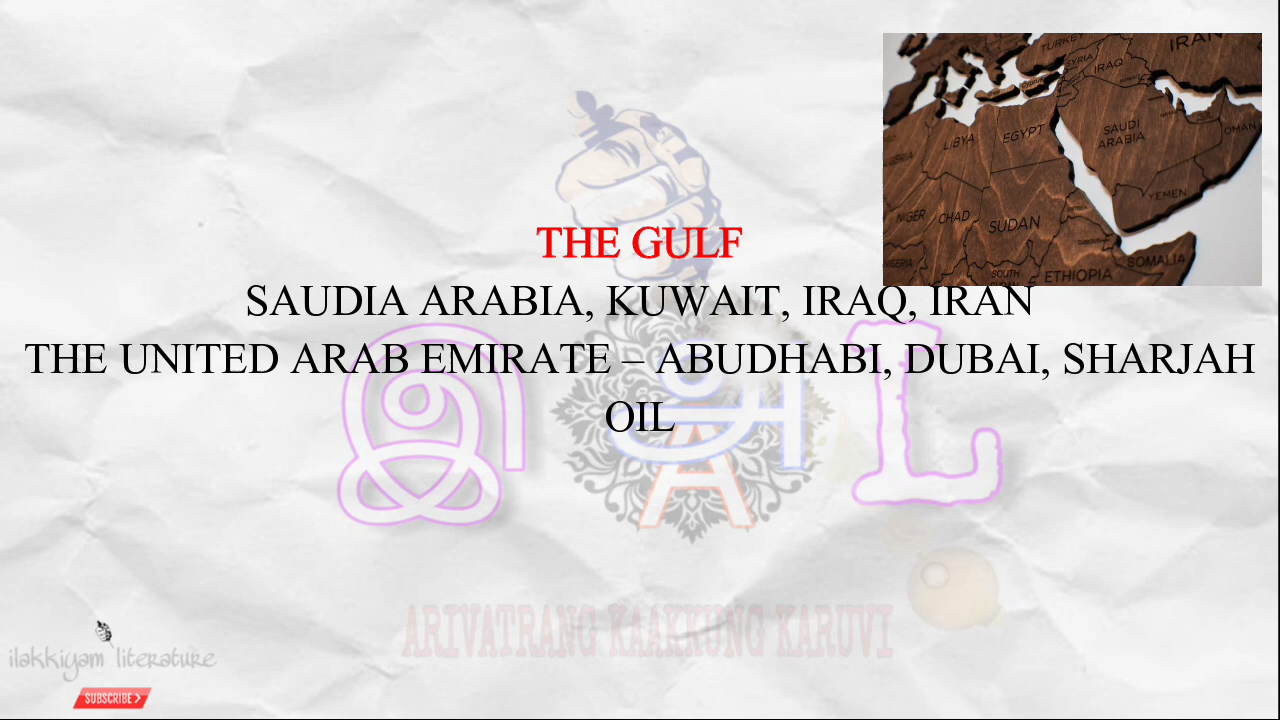 TURKEY
IRAN
SYRIA
IRAQ
LIBYA
EGYPT
SAUDI
ARABIA
OMAN
YEMEN
NIGER
CHAD
SUDAN
SOMALIA
SOUTH
ETHIOPIA
THE GULF
SAUDIA ARABIA, KUWAIT, IRAQ, IRAN
THE UNITED ARAB EMIRATE – ABUDHABI, DUBAI, SHARJAH
OIL
இ அ L
A
ARIVATRANG KAAKKUNG KARUVI
ilakkiyam literature
SUBSCRIBE >